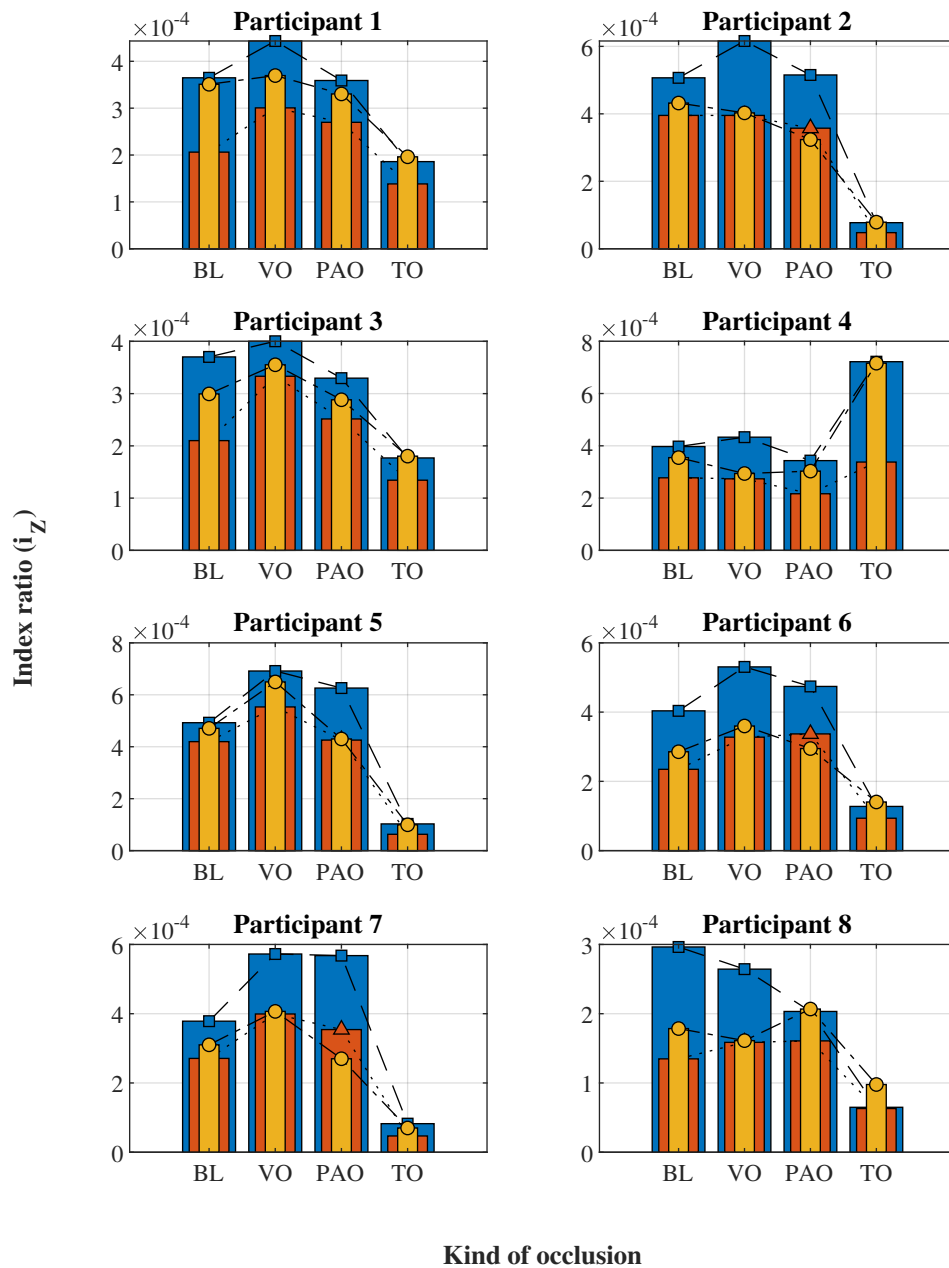 Participant 1
×10⁻⁴
4
3
2
1
0
BL VO PAO TO
Participant 2
×10⁻⁴
6
4
2
0
BL VO PAO TO
Participant 3
×10⁻⁴
4
3
2
1
0
BL VO PAO TO
Participant 4
×10⁻⁴
8
6
4
2
0
BL VO PAO TO
Participant 5
×10⁻⁴
8
6
4
2
0
BL VO PAO TO
Participant 6
×10⁻⁴
6
4
2
0
BL VO PAO TO
Participant 7
×10⁻⁴
6
4
2
0
BL VO PAO TO
Participant 8
×10⁻⁴
3
2
1
0
BL VO PAO TO
Index ratio (i_Z)
Kind of occlusion